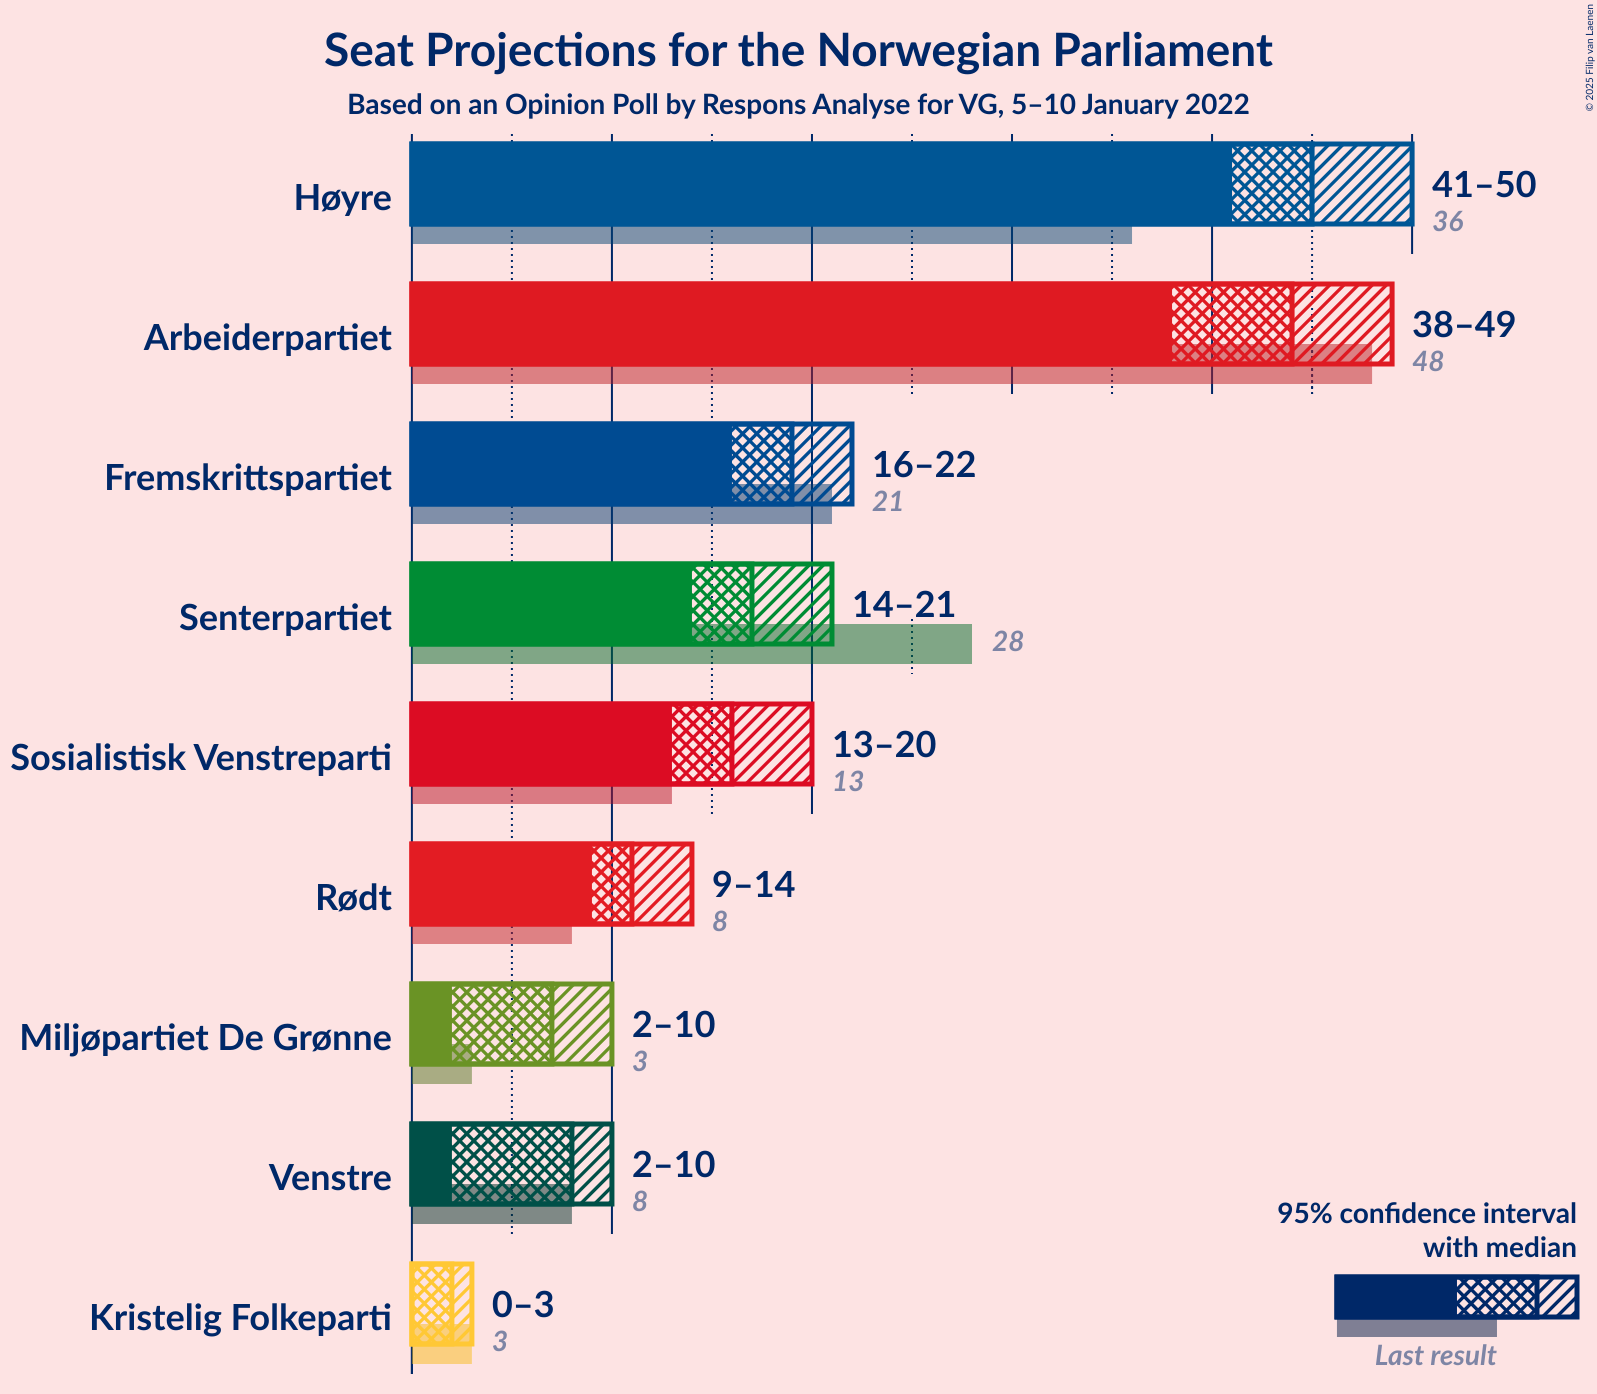 Seat Projections for the Norwegian Parliament
Based on an Opinion Poll by Respons Analyse for VG, 5–10 January 2022
© 2025 Filip van Laenen
Høyre
41–50
36
Arbeiderpartiet
38–49
48
Fremskrittspartiet
16–22
21
Senterpartiet
14–21
28
Sosialistisk Venstreparti
13–20
13
Rødt
9–14
8
Miljøpartiet De Grønne
2–10
3
Venstre
2–10
8
Kristelig Folkeparti
0–3
3
95% confidence interval
with median
Last result